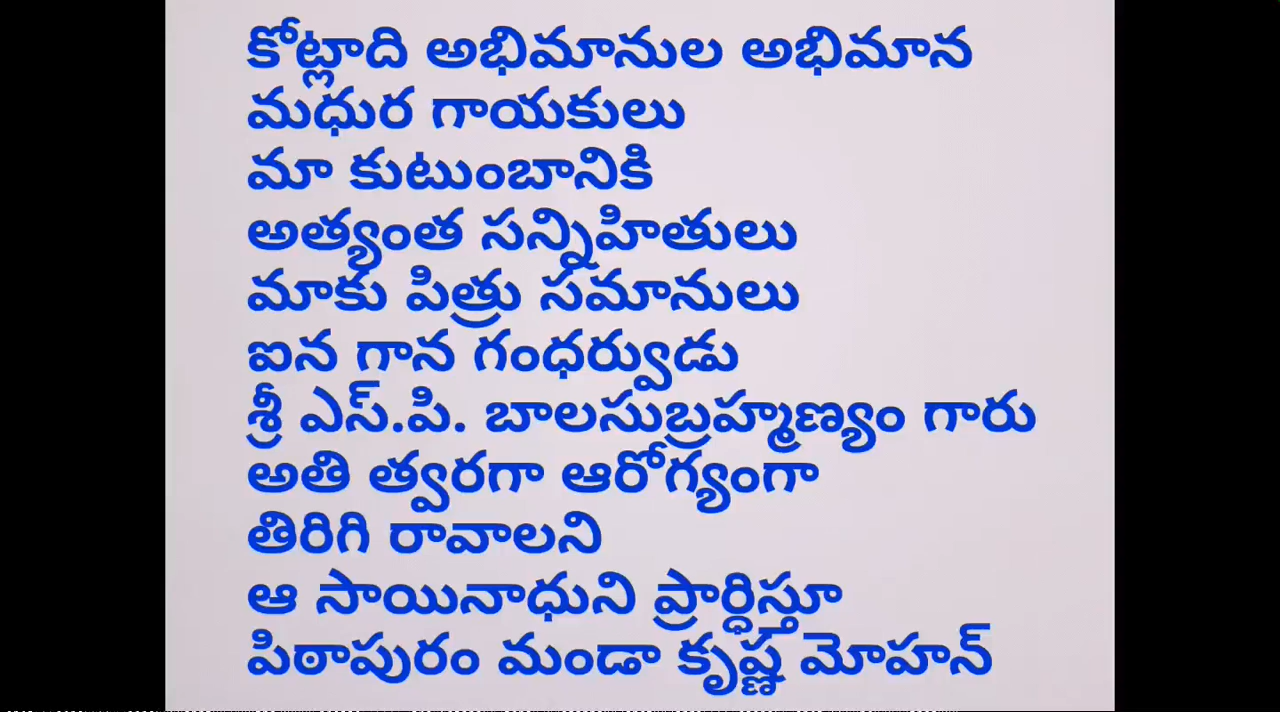 కోట్లాది అభిమానుల అభిమాన
మధుర గాయకులు
మా కుటుంబానికి
అత్యంత సన్నిహితులు
మాకు పిత్రు సమానులు
ఐన గాన గంధర్వుడు
శ్రీ ఎస్.పి. బాలసుబ్రహ్మణ్యం గారు
అతి త్వరగా ఆరోగ్యంగా
తిరిగి రావాలని
ఆ సాయినాధుని ప్రార్ధిస్తూ
పిఠాపురం మండా కృష్ణ మోహన్